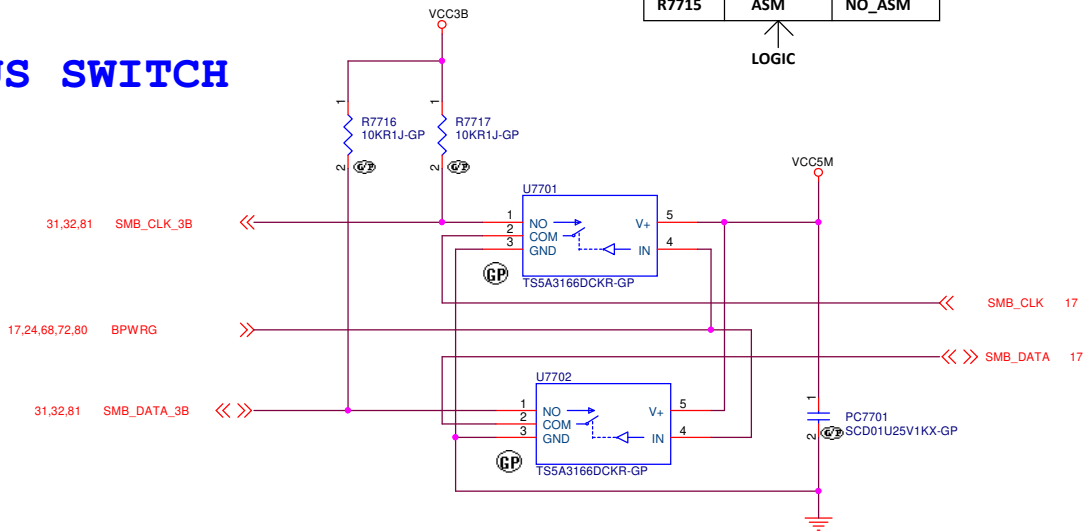 R7715 ASM NO_ASM
LOGIC
US SWITCH
VCC3B
1
1
R7716
10KR1J-GP
R7717
10KR1J-GP
2 G/P
2 G/P
VCC5M
U7701
31,32,81 SMB_CLK_3B
1 NO V+ 5
2 COM
3 GND IN 4
GP
TS5A3166DCKR-GP
SMB_CLK 17
17,24,68,72,80 BPWRG
SMB_DATA 17
U7702
31,32,81 SMB_DATA_3B
1 NO V+ 5
2 COM
3 GND IN 4
GP
TS5A3166DCKR-GP
1
PC7701
2 G/P SCD01U25V1KX-GP